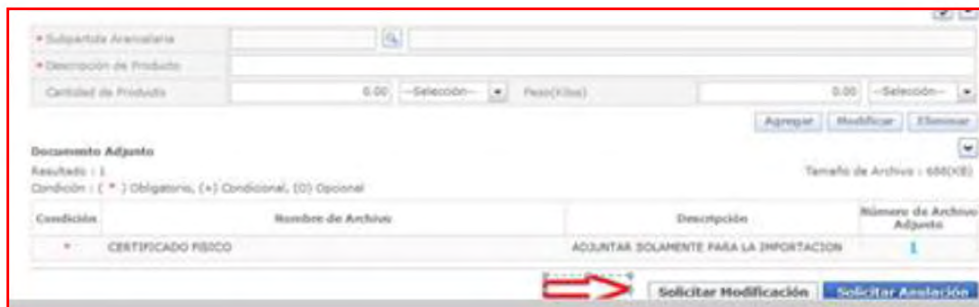 * Subpartida Arancelaria
* Descripción de Producto
Cantidad de Producto 0.00 --Selección-- Peso(Kilos) 0.00 --Selección--
Agregar Modificar Eliminar
Documento Adjunto
Resultado : 1 Tamaño de Archivo : 688(KB)
Condición : ( * ) Obligatorio, (+) Condicional, (O) Opcional
Condición Nombre de Archivo Descripción Número de Archivo Adjunto
* CERTIFICADO FISICO ADJUNTAR SOLAMENTE PARA LA IMPORTACION 1
Solicitar Modificación Solicitar Anulación